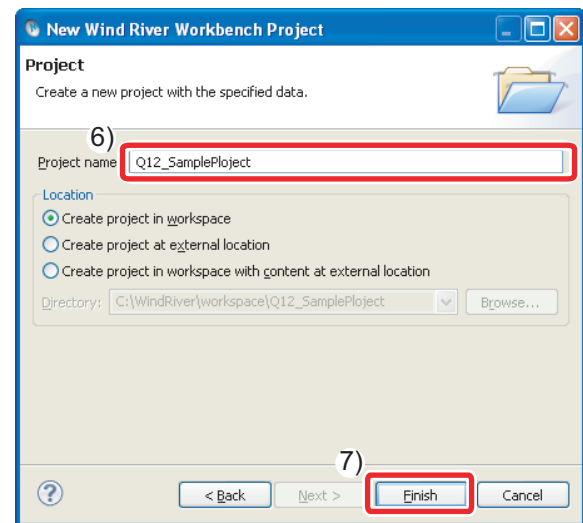 New Wind River Workbench Project
Project
Create a new project with the specified data.
6)
Project name Q12_SamplePloject
Location
Create project in workspace
Create project at external location
Create project in workspace with content at external location
Directory: C:\WindRiver\workspace\Q12_SamplePloject Browse...
7)
? < Back Next > Finish Cancel